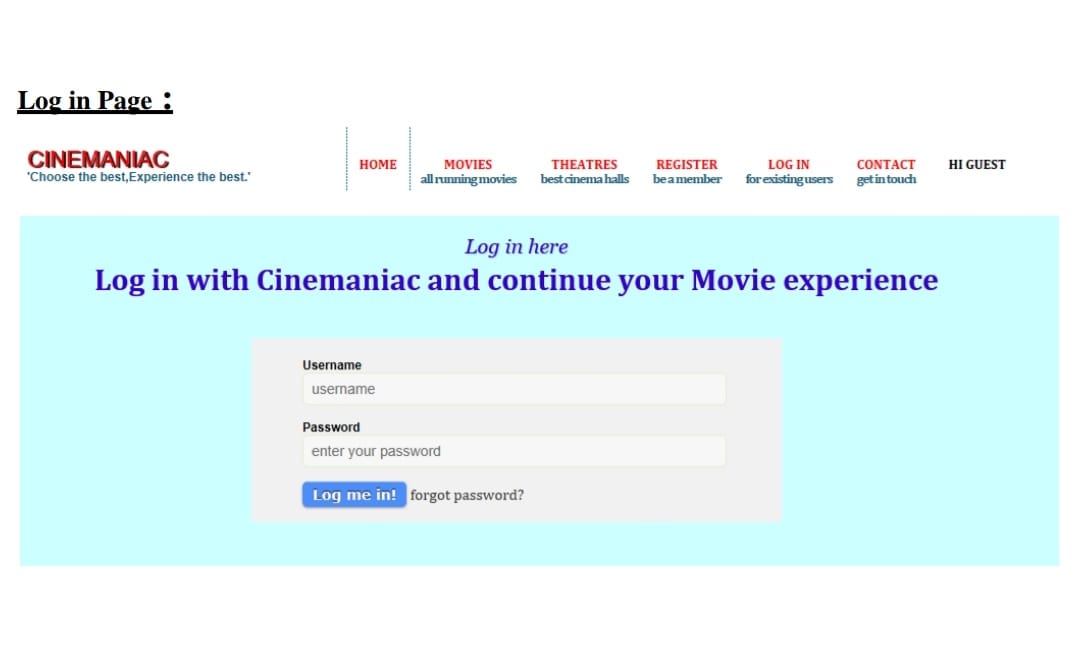 Log in Page :
CINEMANIAC
'Choose the best,Experience the best.'
HOME
MOVIES
all running movies
THEATRES
best cinema halls
REGISTER
be a member
LOG IN
for existing users
CONTACT
get in touch
HI GUEST
Log in here
Log in with Cinemaniac and continue your Movie experience
Username
username
Password
enter your password
Log me in! forgot password?